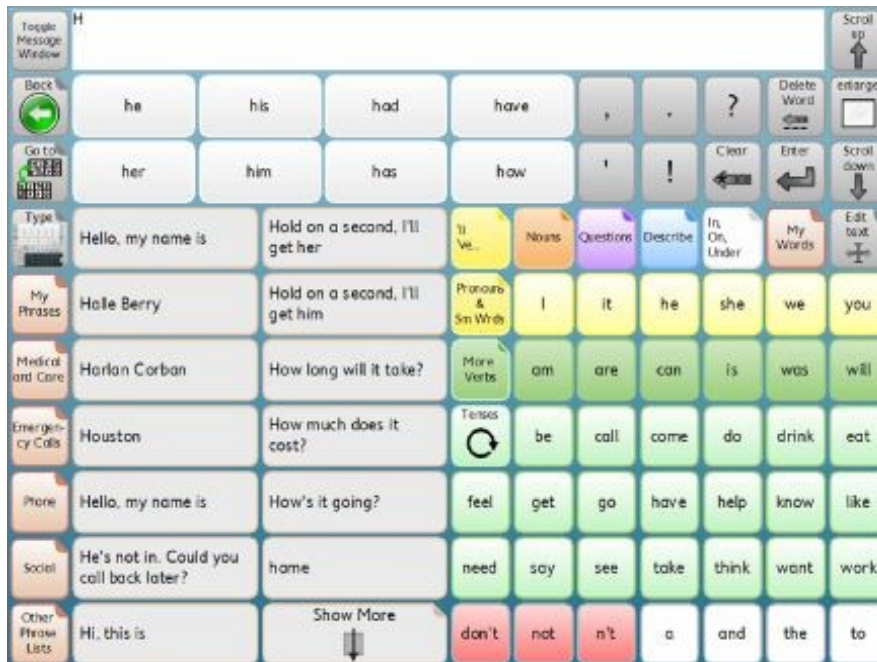 Toggle
Message
Window
H
Scroll
up
Back
he
his
had
have
,
.
?
Delete
Word
enlarge
Go to
her
him
has
how
'
!
Clear
Enter
Scroll
down
Type
Hello, my name is
Hold on a second, I'll
get her
'll
've...
Nouns
Questions
Describe
In,
On,
Under
My
Words
Edit
text
My
Phrases
Halle Berry
Hold on a second, I'll
get him
Pronouns
&
Sm Wrds
I
it
he
she
we
you
Medical
and Care
Harlan Corban
How long will it take?
More
Verbs
am
are
can
is
was
will
Emergen-
cy Calls
Houston
How much does it
cost?
Tenses
be
call
come
do
drink
eat
Phone
Hello, my name is
How's it going?
feel
get
go
have
help
know
like
Social
He's not in. Could you
call back later?
home
need
say
see
take
think
want
work
Other
Phrase
Lists
Hi, this is
Show More
don't
not
n't
a
and
the
to